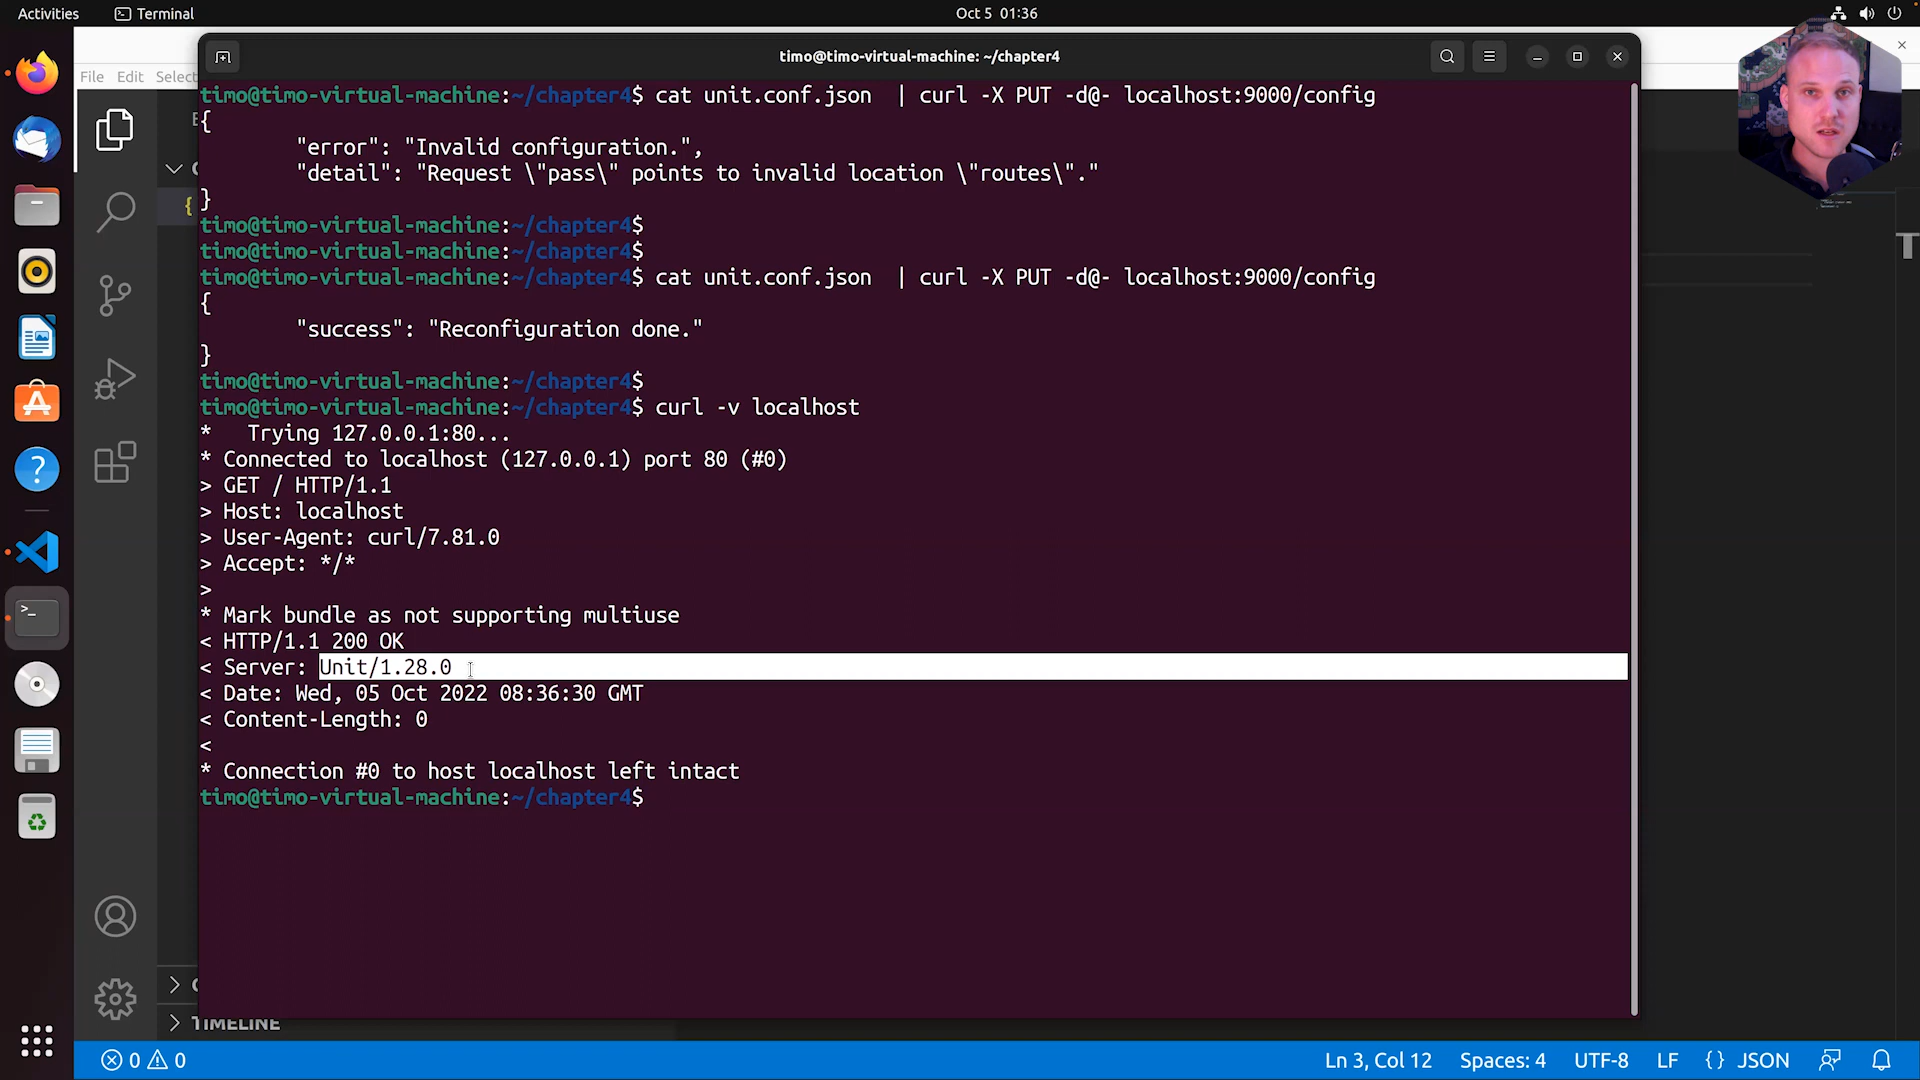 Activities
Terminal
Oct 5 01:36
timo@timo-virtual-machine: ~/chapter4
File Edit Select
timo@timo-virtual-machine:~/chapter4$ cat unit.conf.json  | curl -X PUT -d@- localhost:9000/config
{
"error": "Invalid configuration.",
"detail": "Request \"pass\" points to invalid location \"routes\"."
}
timo@timo-virtual-machine:~/chapter4$
timo@timo-virtual-machine:~/chapter4$
timo@timo-virtual-machine:~/chapter4$ cat unit.conf.json  | curl -X PUT -d@- localhost:9000/config
{
"success": "Reconfiguration done."
}
timo@timo-virtual-machine:~/chapter4$
timo@timo-virtual-machine:~/chapter4$ curl -v localhost
*   Trying 127.0.0.1:80...
* Connected to localhost (127.0.0.1) port 80 (#0)
> GET / HTTP/1.1
> Host: localhost
> User-Agent: curl/7.81.0
> Accept: */*
>
* Mark bundle as not supporting multiuse
< HTTP/1.1 200 OK
< Server: Unit/1.28.0
< Date: Wed, 05 Oct 2022 08:36:30 GMT
< Content-Length: 0
<
* Connection #0 to host localhost left intact
timo@timo-virtual-machine:~/chapter4$
TIMELINE
0 0
Ln 3, Col 12 Spaces: 4 UTF-8 LF {} JSON